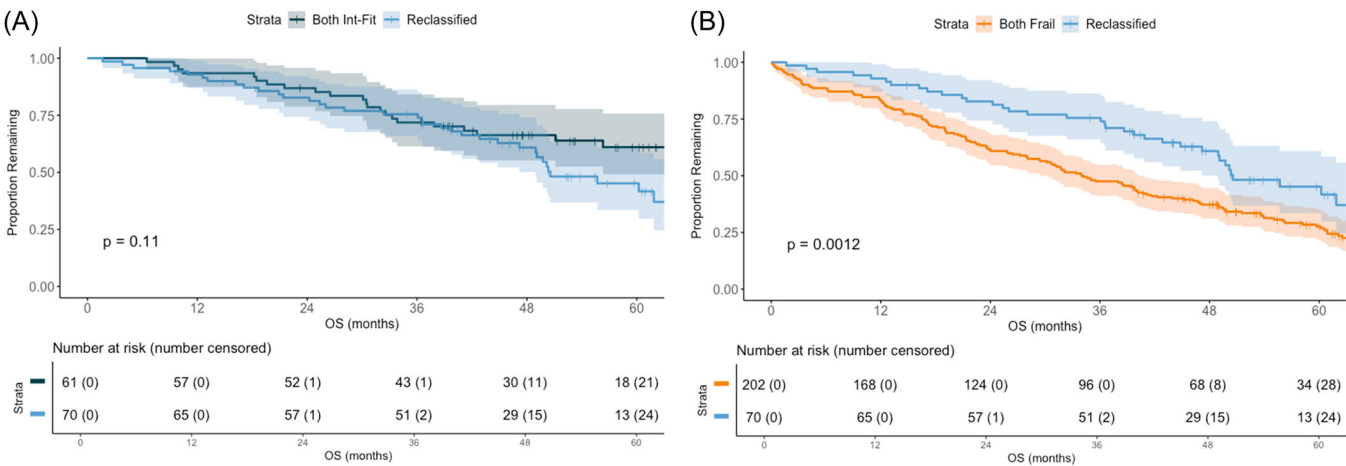 (A)
Strata Both Int-Fit Reclassified
Proportion Remaining
1.00
0.75
0.50
0.25
0.00
p = 0.11
0 12 24 36 48 60
OS (months)
Number at risk (number censored)
Strata
61 (0) 57 (0) 52 (1) 43 (1) 30 (11) 18 (21)
70 (0) 65 (0) 57 (1) 51 (2) 29 (15) 13 (24)
0 12 24 36 48 60
OS (months)
(B)
Strata Both Frail Reclassified
Proportion Remaining
1.00
0.75
0.50
0.25
0.00
p = 0.0012
0 12 24 36 48 60
OS (months)
Number at risk (number censored)
Strata
202 (0) 168 (0) 124 (0) 96 (0) 68 (8) 34 (28)
70 (0) 65 (0) 57 (1) 51 (2) 29 (15) 13 (24)
0 12 24 36 48 60
OS (months)